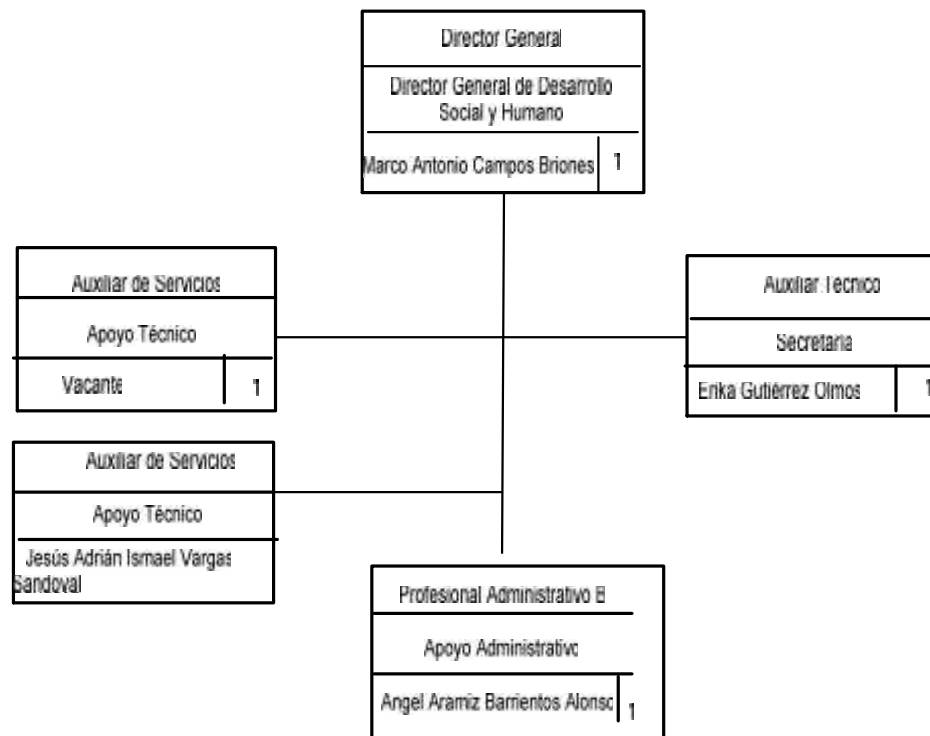 Director General
Director General de Desarrollo
Social y Humano
Marco Antonio Campos Briones 1
Auxiliar de Servicios
Apoyo Técnico
Vacante 1
Auxiliar Técnico
Secretaria
Erika Gutiérrez Olmos 1
Auxiliar de Servicios
Apoyo Técnico
Jesús Adrián Ismael Vargas
Sandoval
Profesional Administrativo B
Apoyo Administrativo
Angel Aramiz Barrientos Alonso 1